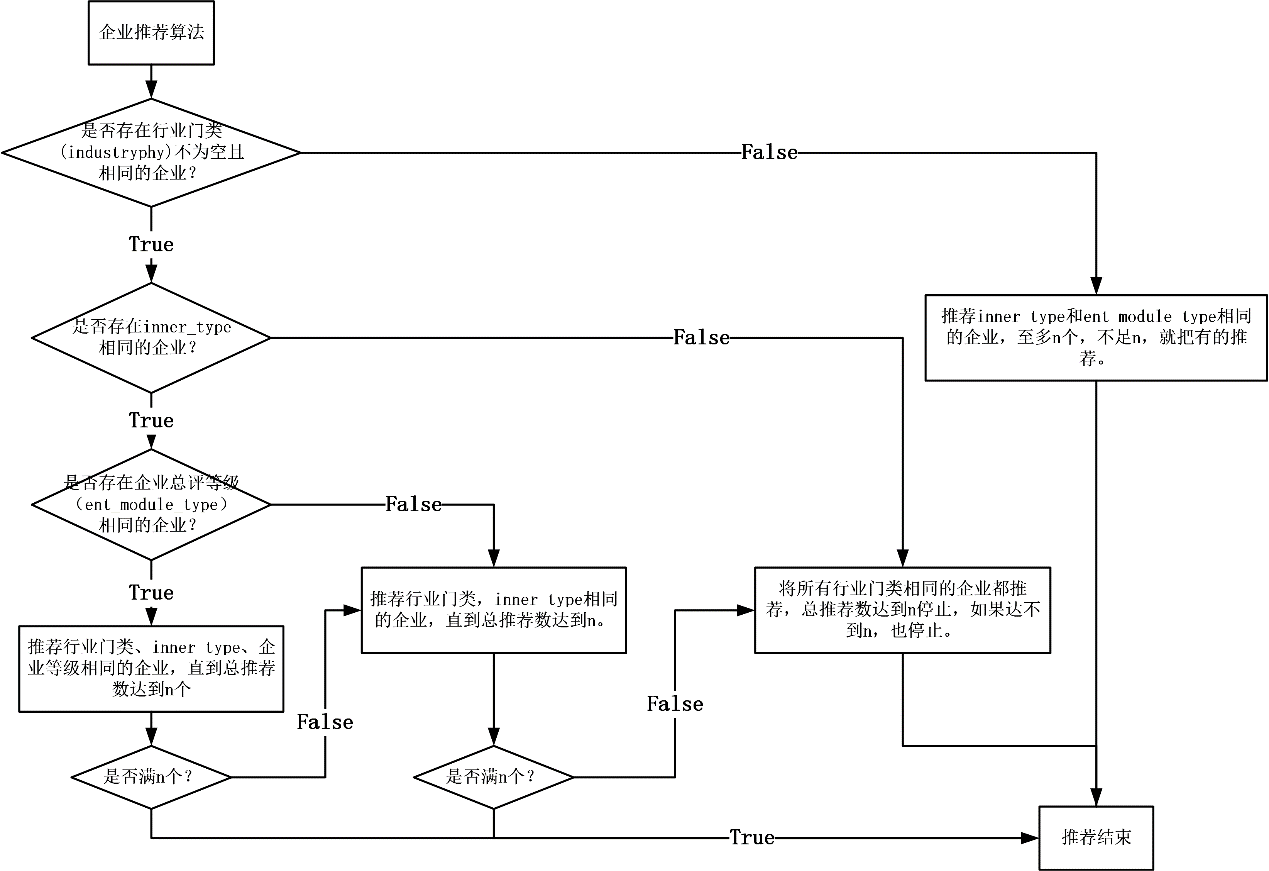 企业推荐算法
是否存在行业门类
(industryphy)不为空且
相同的企业？
False
True
是否存在inner_type
相同的企业？
False
推荐inner type和ent module type相同
的企业，至多n个，不足n，就把有的推
荐。
True
是否存在企业总评等级
（ent module type）
相同的企业？
False
True
推荐行业门类，inner type相同
的企业，直到总推荐数达到n。
将所有行业门类相同的企业都推
荐，总推荐数达到n停止，如果达不
到n，也停止。
推荐行业门类、inner type、企
业等级相同的企业，直到总推荐
数达到n个
False
False
是否满n个？
是否满n个？
True
推荐结束